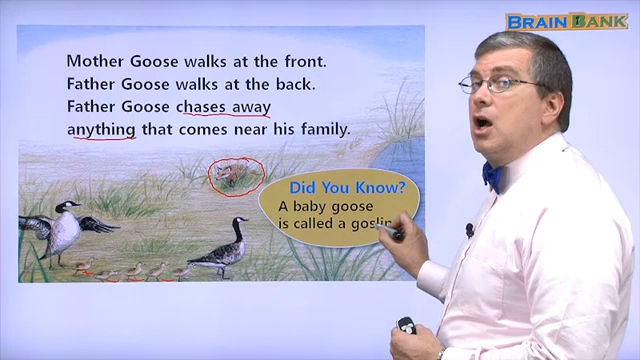 BRAIN BANK
Mother Goose walks at the front.
Father Goose walks at the back.
Father Goose chases away
anything that comes near his family.
Did You Know?
A baby goose
is called a goslin